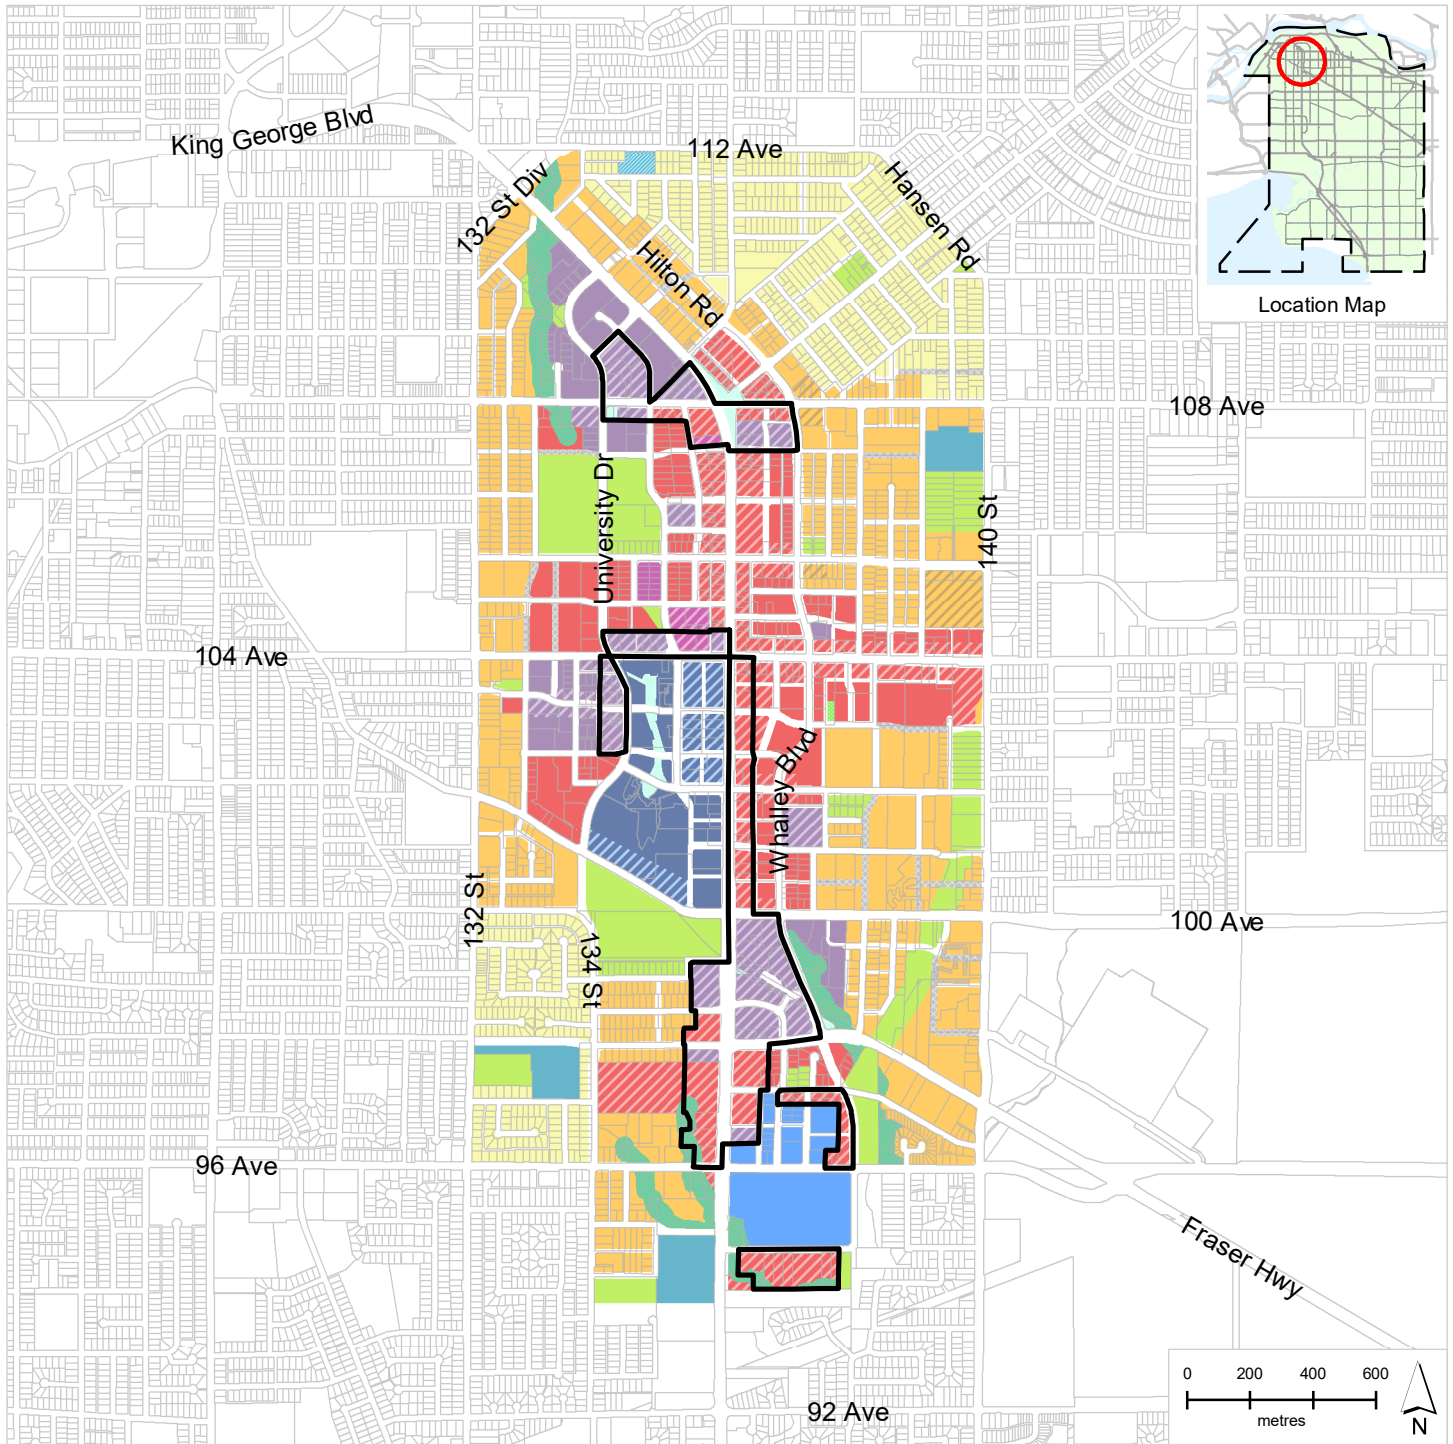 King George Blvd
112 Ave
132 St Div
Hansen Rd
Hilton Rd
Location Map
108 Ave
University Dr
140 St
104 Ave
Whalley Blvd
132 St
134 St
100 Ave
96 Ave
Fraser Hwy
92 Ave
0 200 400 600
metres
N